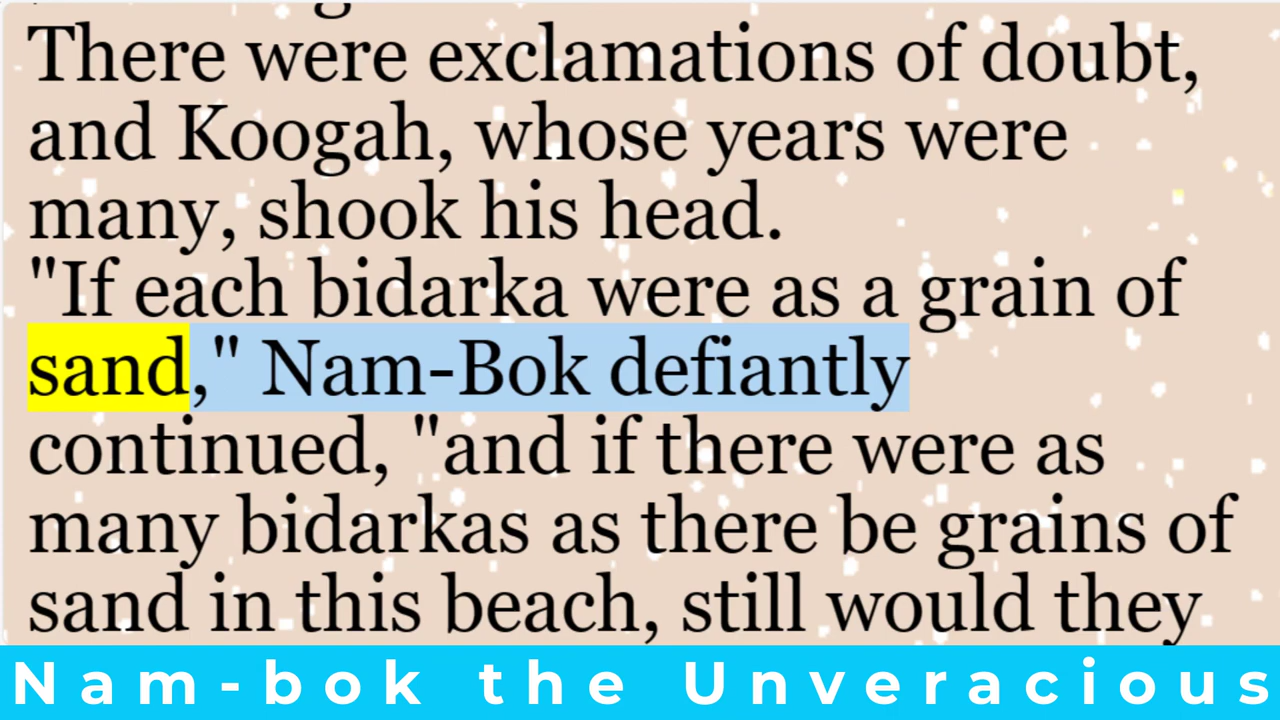 There were exclamations of doubt,
and Koogah, whose years were
many, shook his head.
"If each bidarka were as a grain of
sand," Nam-Bok defiantly
continued, "and if there were as
many bidarkas as there be grains of
sand in this beach, still would they
Nam-bok the Unveracious